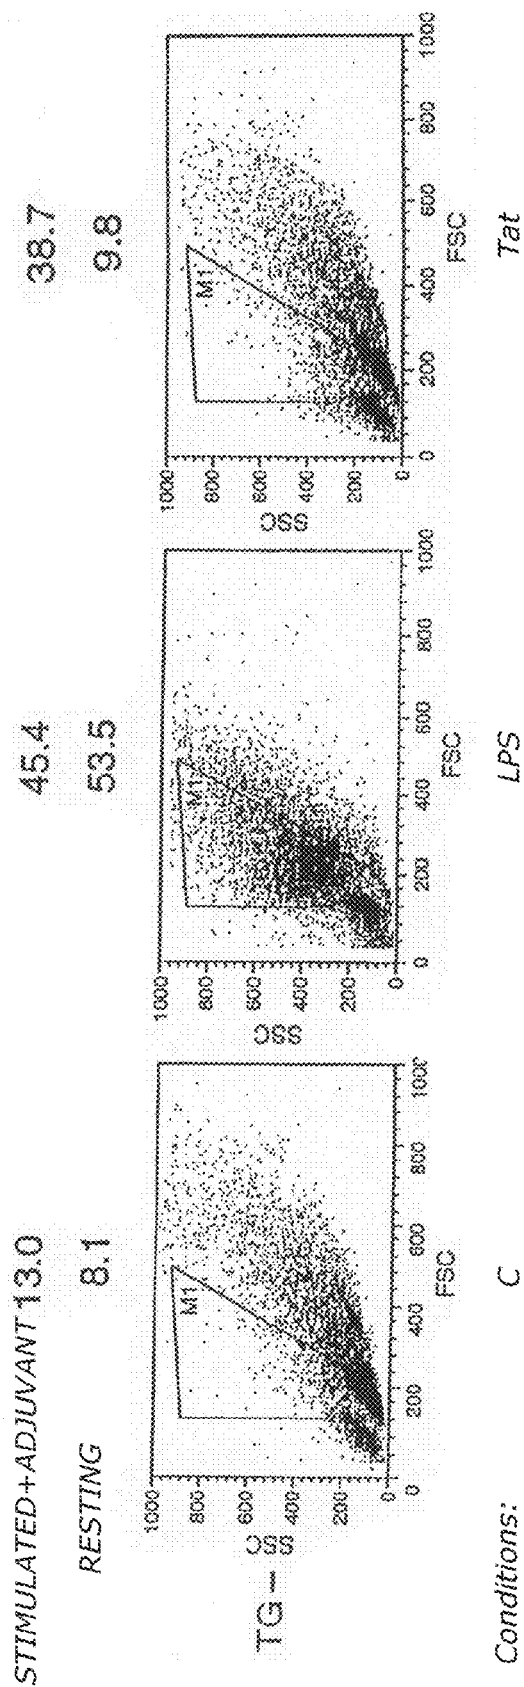 STIMULATED+ADJUVANT 13.0 45.4 38.7
RESTING 8.1 53.5 9.8
TG –
SSC
1000
800
600
400
200
0
M1
0 200 400 600 800 1000
FSC
SSC
1000
800
600
400
200
0
M1
0 200 400 600 800 1000
FSC
SSC
1000
800
600
400
200
0
M1
0 200 400 600 800 1000
FSC
Conditions: C LPS Tat